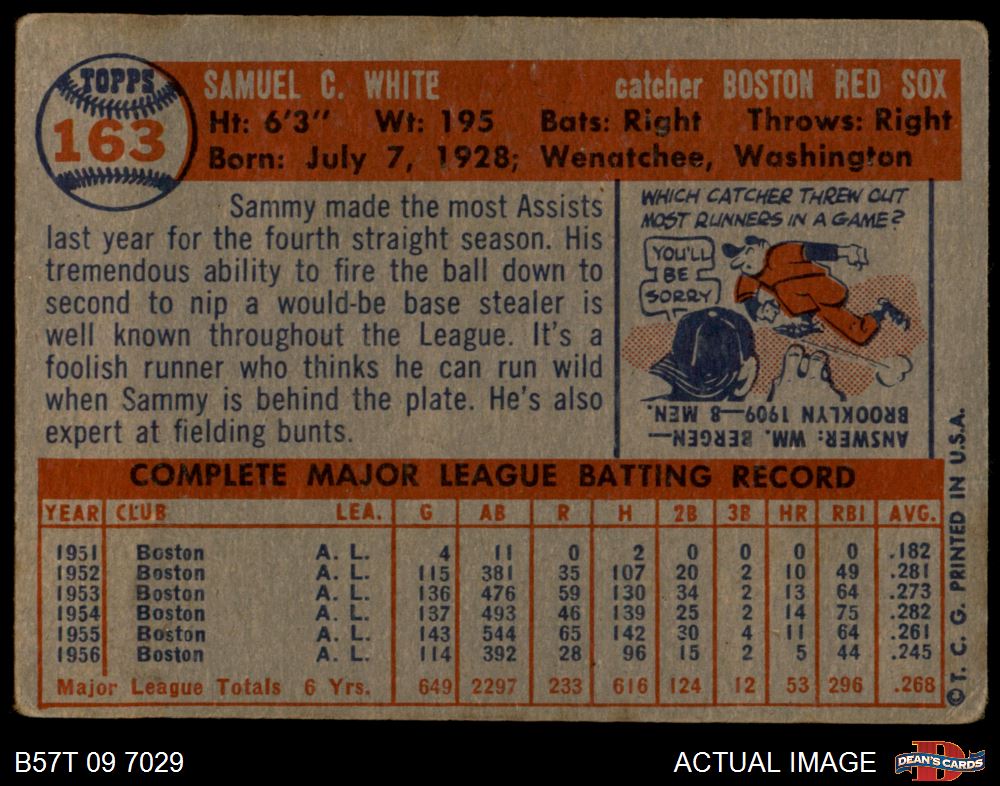 TOPPS
163
SAMUEL C. WHITE catcher BOSTON RED SOX
Ht: 6'3" Wt: 195 Bats: Right Throws: Right
Born: July 7, 1928; Wenatchee, Washington
Sammy made the most Assists
last year for the fourth straight season. His
tremendous ability to fire the ball down to
second to nip a would-be base stealer is
well known throughout the League. It's a
foolish runner who thinks he can run wild
when Sammy is behind the plate. He's also
expert at fielding bunts.
WHICH CATCHER THREW OUT
MOST RUNNERS IN A GAME?
YOU'LL
BE
SORRY!
ANSWER: WM. BERGEN—
BROOKLYN 1909—8 MEN.
COMPLETE MAJOR LEAGUE BATTING RECORD
YEAR CLUB LEA. G AB R H 2B 3B HR RBI AVG.
1951 Boston A. L. 4 11 0 2 0 0 0 0 .182
1952 Boston A. L. 115 381 35 107 20 2 10 49 .281
1953 Boston A. L. 136 476 59 130 34 2 13 64 .273
1954 Boston A. L. 137 493 46 139 25 2 14 75 .282
1955 Boston A. L. 143 544 65 142 30 4 11 64 .261
1956 Boston A. L. 114 392 28 96 15 2 5 44 .245
Major League Totals 6 Yrs. 649 2297 233 616 124 12 53 296 .268
© T. C. G. PRINTED IN U.S.A.
B57T 09 7029 ACTUAL IMAGE
DEAN'S CARDS